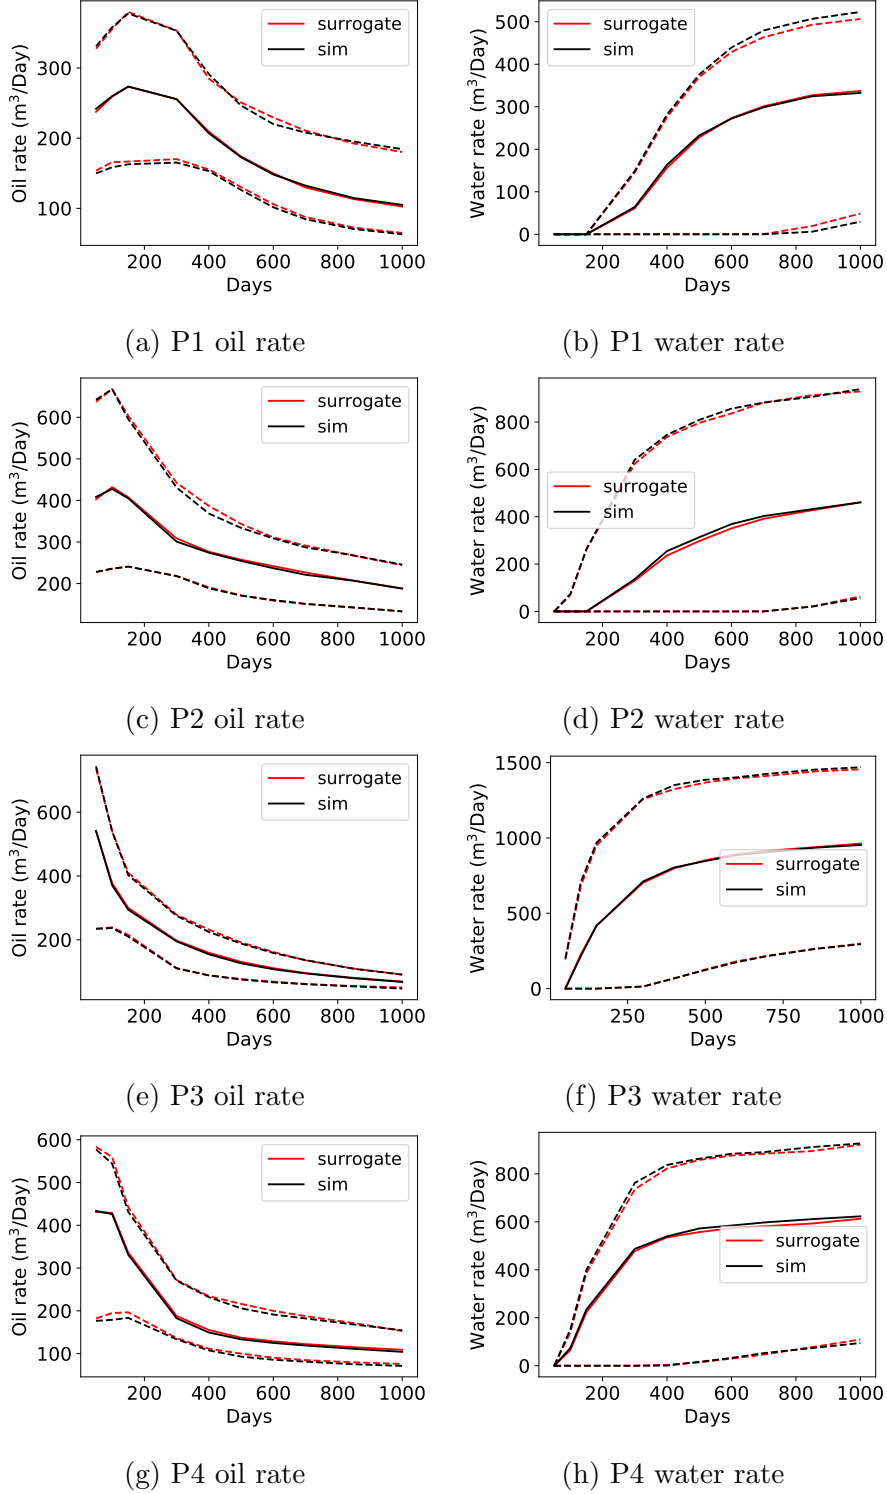 Oil rate (m³/Day)
300
200
100
surrogate
sim
200 400 600 800 1000
Days
(a) P1 oil rate
Water rate (m³/Day)
500
400
300
200
100
0
surrogate
sim
200 400 600 800 1000
Days
(b) P1 water rate
Oil rate (m³/Day)
600
500
400
300
200
surrogate
sim
200 400 600 800 1000
Days
(c) P2 oil rate
Water rate (m³/Day)
800
600
400
200
0
surrogate
sim
200 400 600 800 1000
Days
(d) P2 water rate
Oil rate (m³/Day)
600
400
200
surrogate
sim
200 400 600 800 1000
Days
(e) P3 oil rate
Water rate (m³/Day)
1500
1000
500
0
surrogate
sim
250 500 750 1000
Days
(f) P3 water rate
Oil rate (m³/Day)
600
500
400
300
200
100
surrogate
sim
200 400 600 800 1000
Days
(g) P4 oil rate
Water rate (m³/Day)
800
600
400
200
0
surrogate
sim
200 400 600 800 1000
Days
(h) P4 water rate